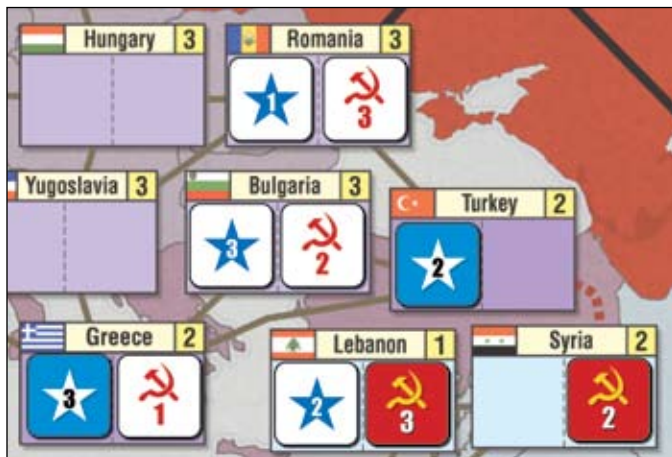 Hungary 3
Romania 3
1 3
Yugoslavia 3
Bulgaria 3
3 2
Turkey 2
2
Greece 2
3 1
Lebanon 1
2 3
Syria 2
2